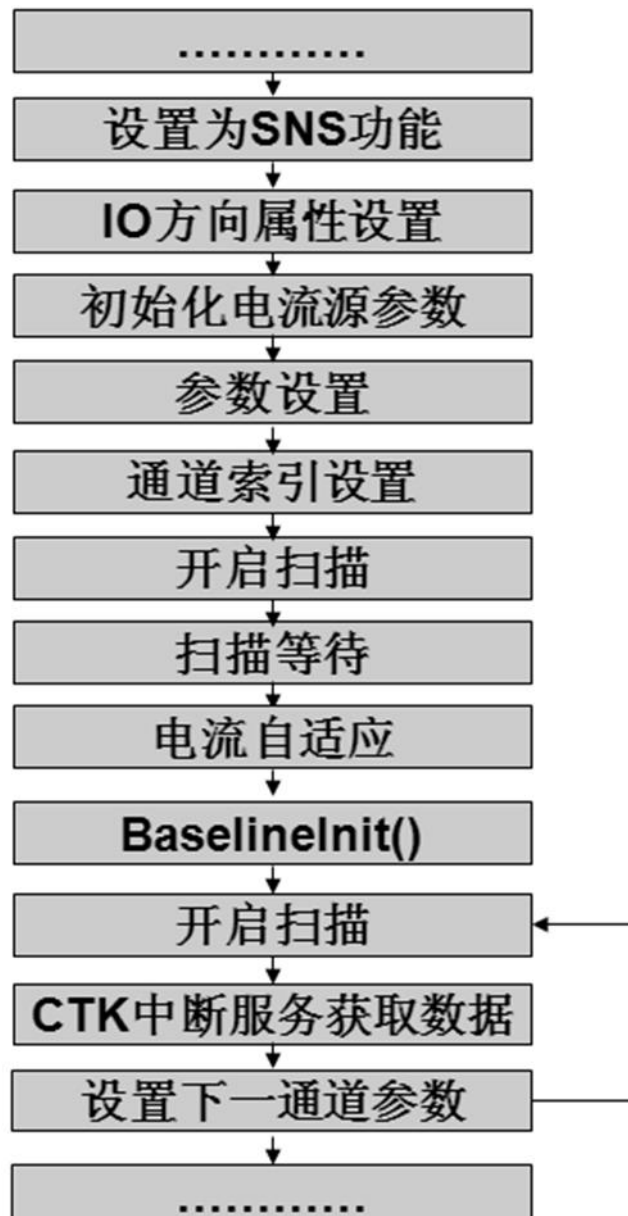 …………
设置为SNS功能
IO方向属性设置
初始化电流源参数
参数设置
通道索引设置
开启扫描
扫描等待
电流自适应
BaselineInit()
开启扫描
CTK中断服务获取数据
设置下一通道参数
…………